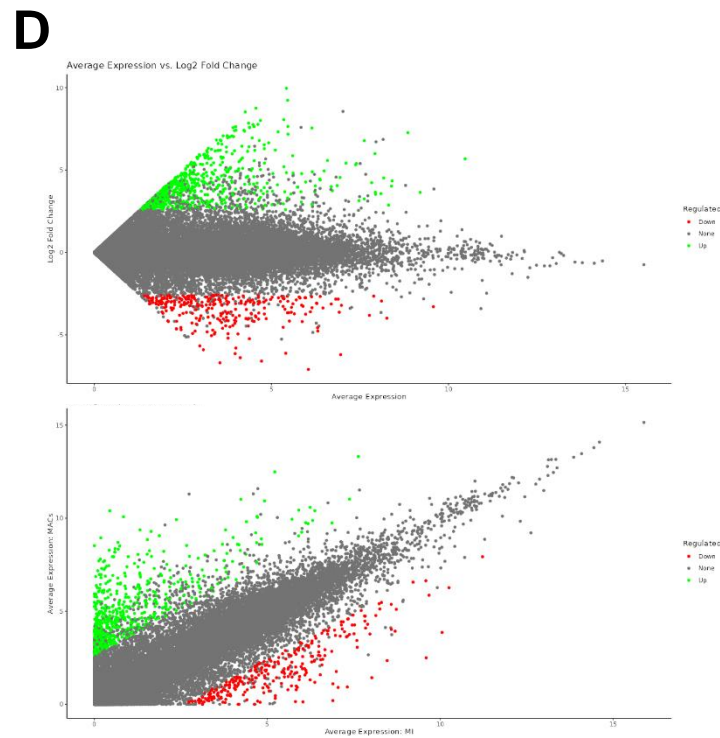 D
Average Expression vs. Log2 Fold Change
Log2 Fold Change
10
5
0
-5
0
5
10
15
Average Expression
Regulated
Down
None
Up
Average Expression: MACs
15
10
5
0
0
5
10
15
Average Expression: MI
Regulated
Down
None
Up